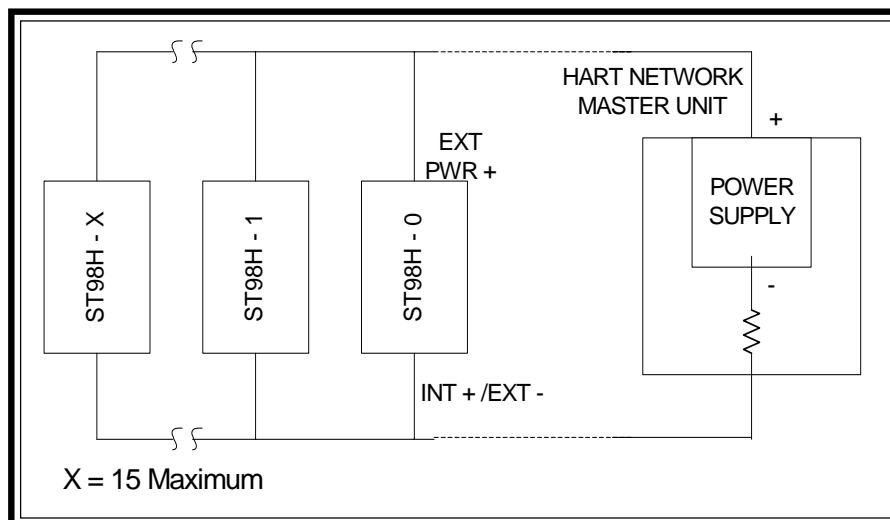 HART NETWORK
MASTER UNIT
+
EXT
PWR +
POWER
SUPPLY
ST98H - X
ST98H - 1
ST98H - 0
-
INT + /EXT -
X = 15 Maximum